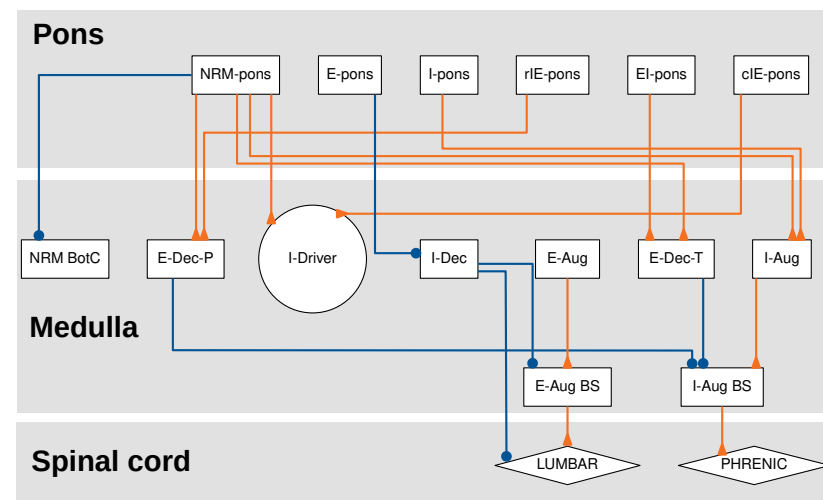 Pons
NRM-pons
E-pons
I-pons
rIE-pons
EI-pons
cIE-pons
NRM BotC
E-Dec-P
I-Driver
I-Dec
E-Aug
E-Dec-T
I-Aug
Medulla
E-Aug BS
I-Aug BS
Spinal cord
LUMBAR
PHRENIC